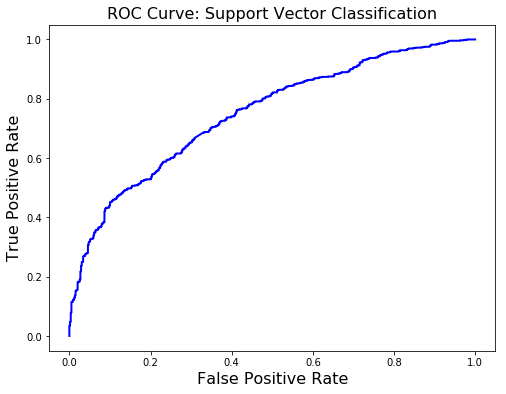 ROC Curve: Support Vector Classification
True Positive Rate
1.0
0.8
0.6
0.4
0.2
0.0
0.0 0.2 0.4 0.6 0.8 1.0
False Positive Rate